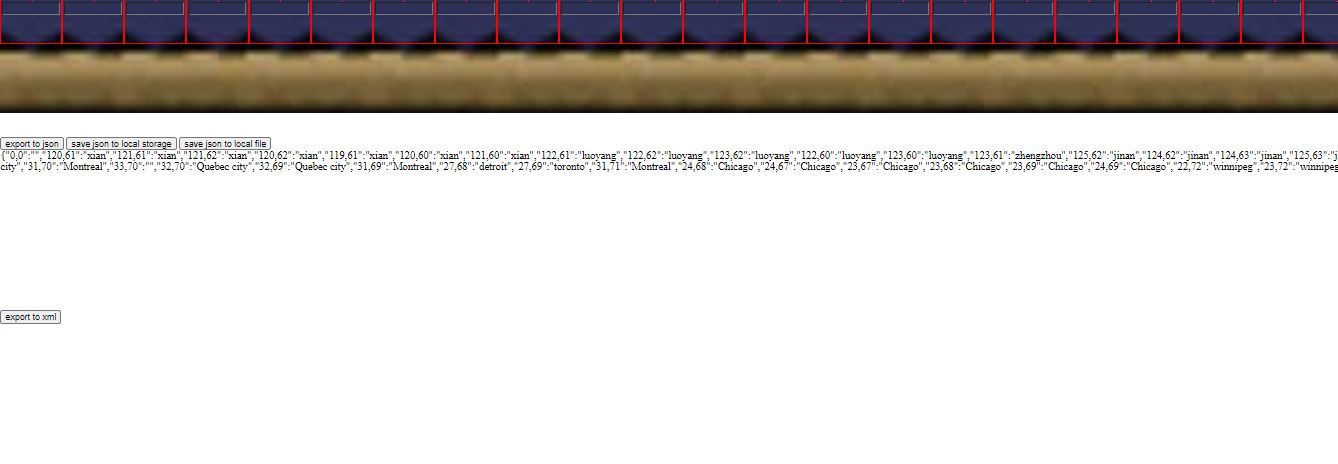 export to json save json to local storage save json to local file
{"0,0":"","120,61":"xian","121,61":"xian","121,62":"xian","120,62":"xian","119,61":"xian","120,60":"xian","121,60":"xian","122,61":"luoyang","122,62":"luoyang","123,62":"luoyang","122,60":"luoyang","123,60":"luoyang","123,61":"zhengzhou","125,62":"jinan","124,62":"jinan","124,63":"jinan","125,63":"j
city","31,70":"Montreal","33,70":"","32,70":"Quebec city","32,69":"Quebec city","31,69":"Montreal","27,68":"detroit","27,69":"toronto","31,71":"Montreal","24,68":"Chicago","24,67":"Chicago","23,67":"Chicago","23,68":"Chicago","23,69":"Chicago","24,69":"Chicago","22,72":"winnipeg","23,72":"winnipeg
export to xml